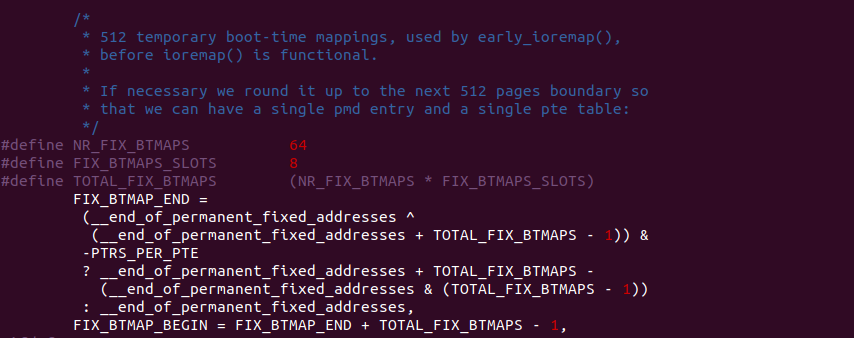 /*
* 512 temporary boot-time mappings, used by early_ioremap(),
* before ioremap() is functional.
*
* If necessary we round it up to the next 512 pages boundary so
* that we can have a single pmd entry and a single pte table:
*/
#define NR_FIX_BTMAPS 64
#define FIX_BTMAPS_SLOTS 8
#define TOTAL_FIX_BTMAPS (NR_FIX_BTMAPS * FIX_BTMAPS_SLOTS)
FIX_BTMAP_END =
(__end_of_permanent_fixed_addresses ^
(__end_of_permanent_fixed_addresses + TOTAL_FIX_BTMAPS - 1)) &
-PTRS_PER_PTE
? __end_of_permanent_fixed_addresses + TOTAL_FIX_BTMAPS -
(__end_of_permanent_fixed_addresses & (TOTAL_FIX_BTMAPS - 1))
: __end_of_permanent_fixed_addresses,
FIX_BTMAP_BEGIN = FIX_BTMAP_END + TOTAL_FIX_BTMAPS - 1,